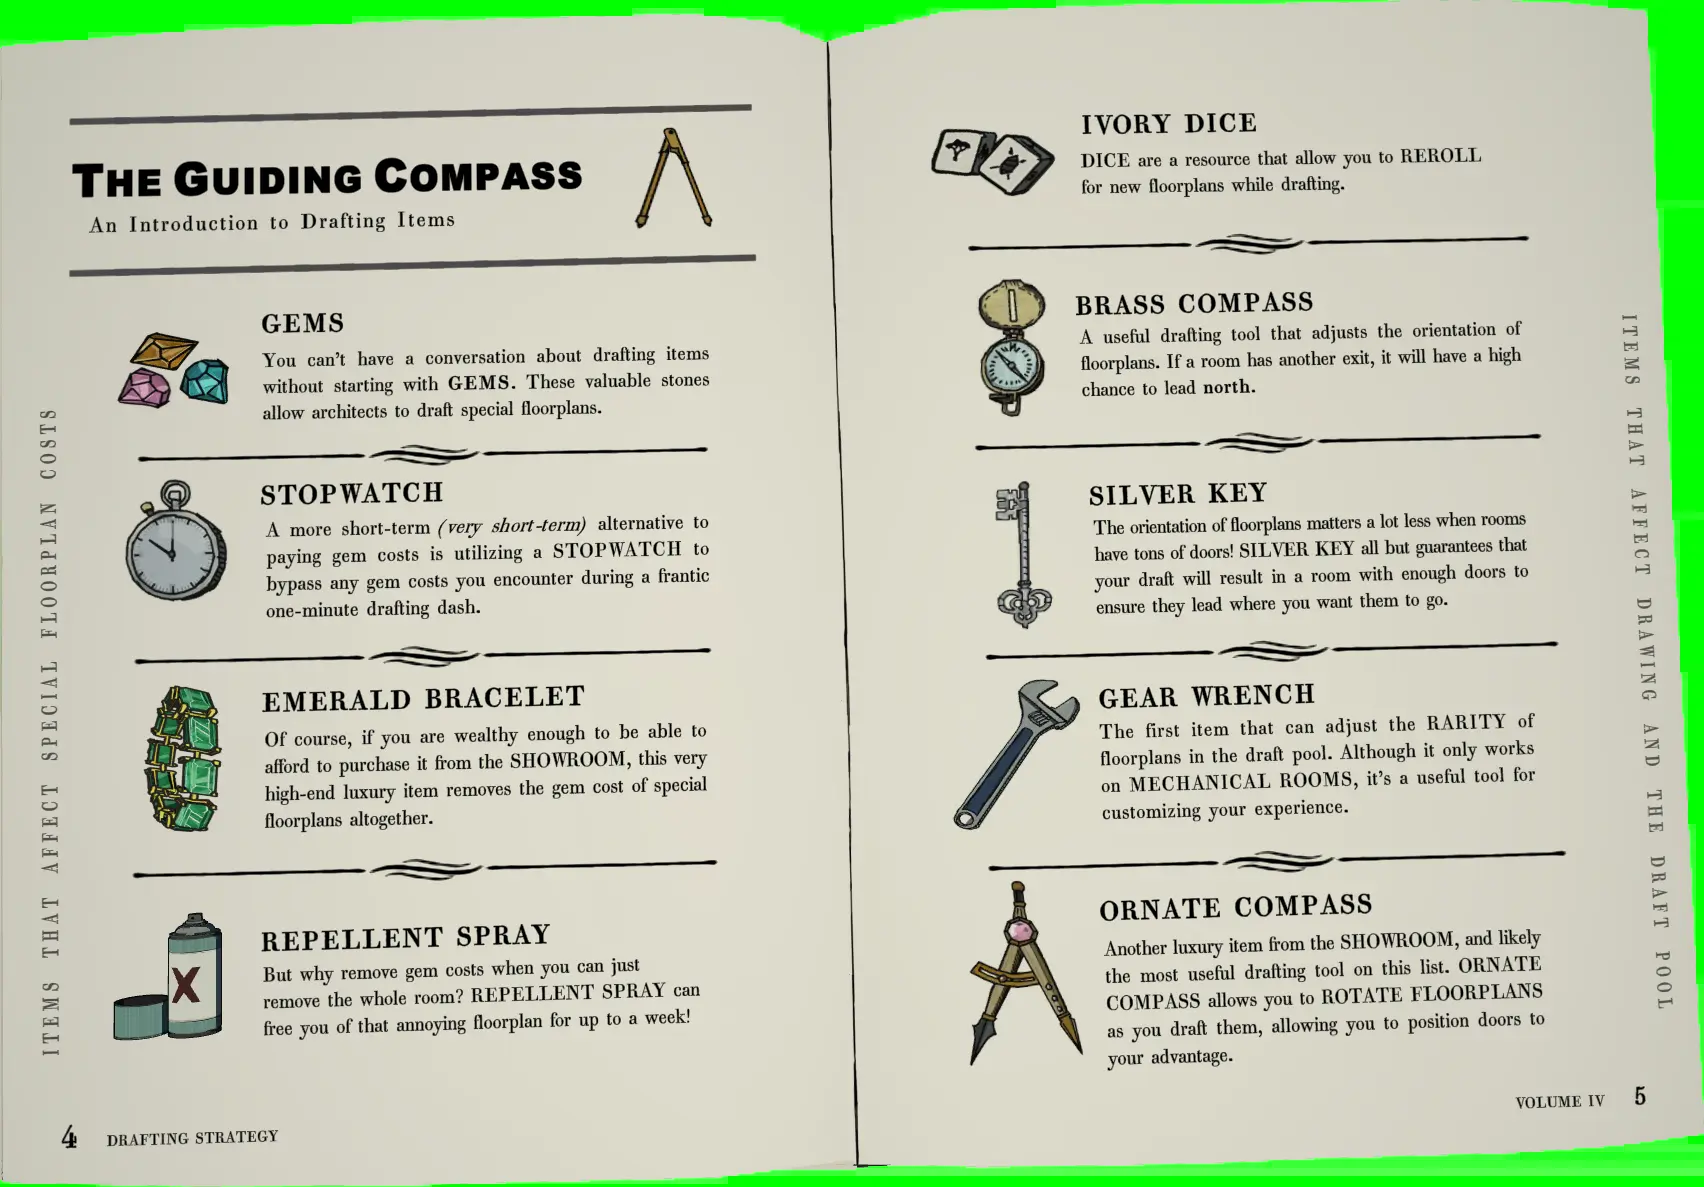 THE GUIDING COMPASS
An Introduction to Drafting Items
GEMS
You can't have a conversation about drafting items
without starting with GEMS. These valuable stones
allow architects to draft special floorplans.
STOPWATCH
A more short-term (very short-term) alternative to
paying gem costs is utilizing a STOPWATCH to
bypass any gem costs you encounter during a frantic
one-minute drafting dash.
EMERALD BRACELET
Of course, if you are wealthy enough to be able to
afford to purchase it from the SHOWROOM, this very
high-end luxury item removes the gem cost of special
floorplans altogether.
REPELLENT SPRAY
But why remove gem costs when you can just
remove the whole room? REPELLENT SPRAY can
free you of that annoying floorplan for up to a week!
X
ITEMS THAT AFFECT SPECIAL FLOORPLAN COSTS
4 DRAFTING STRATEGY
IVORY DICE
DICE are a resource that allow you to REROLL
for new floorplans while drafting.
BRASS COMPASS
A useful drafting tool that adjusts the orientation of
floorplans. If a room has another exit, it will have a high
chance to lead north.
SILVER KEY
The orientation of floorplans matters a lot less when rooms
have tons of doors! SILVER KEY all but guarantees that
your draft will result in a room with enough doors to
ensure they lead where you want them to go.
GEAR WRENCH
The first item that can adjust the RARITY of
floorplans in the draft pool. Although it only works
on MECHANICAL ROOMS, it's a useful tool for
customizing your experience.
ORNATE COMPASS
Another luxury item from the SHOWROOM, and likely
the most useful drafting tool on this list. ORNATE
COMPASS allows you to ROTATE FLOORPLANS
as you draft them, allowing you to position doors to
your advantage.
ITEMS THAT AFFECT DRAWING AND THE DRAFT POOL
VOLUME IV 5